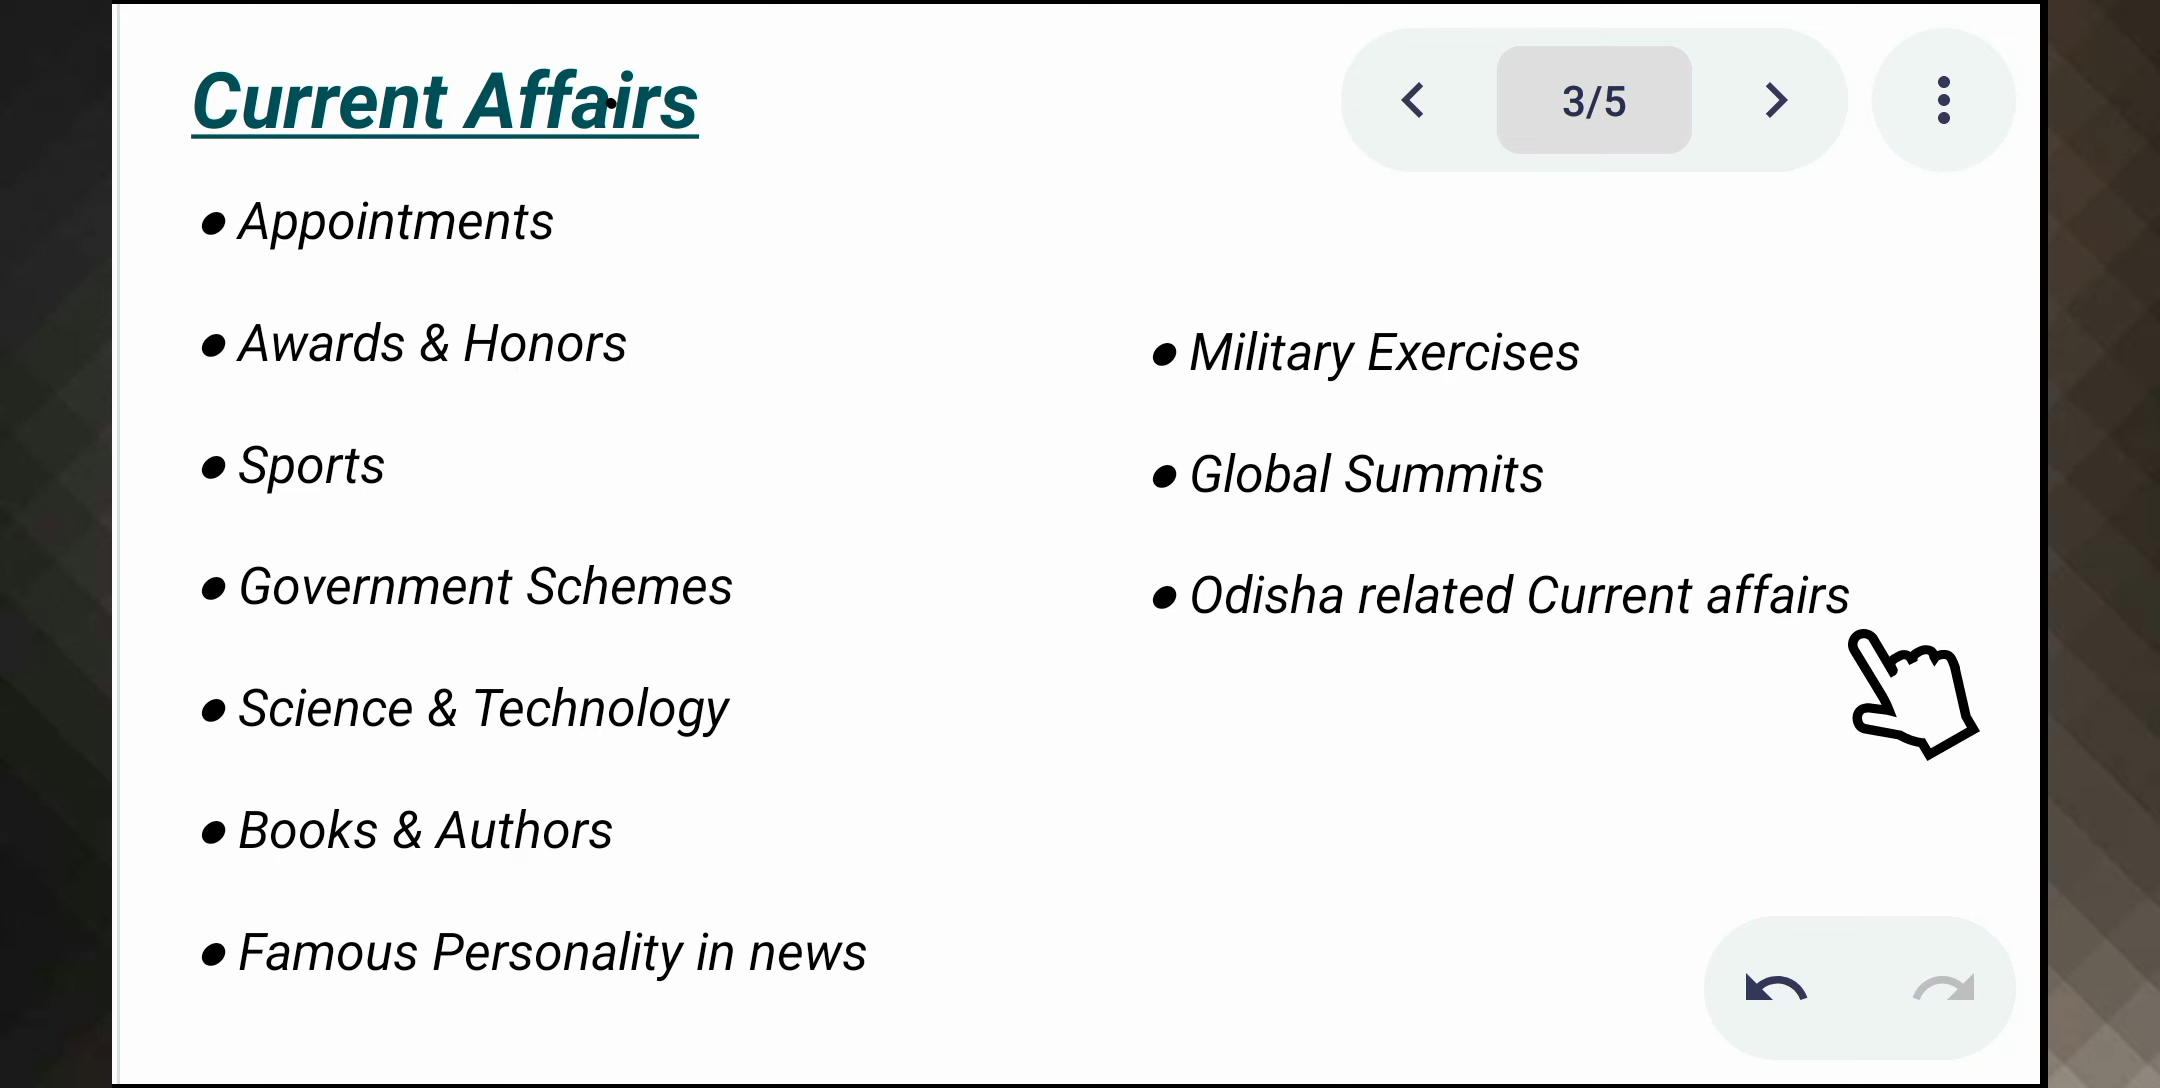 Current Affairs
3/5
Appointments
Awards & Honors
Sports
Government Schemes
Science & Technology
Books & Authors
Famous Personality in news
Military Exercises
Global Summits
Odisha related Current affairs